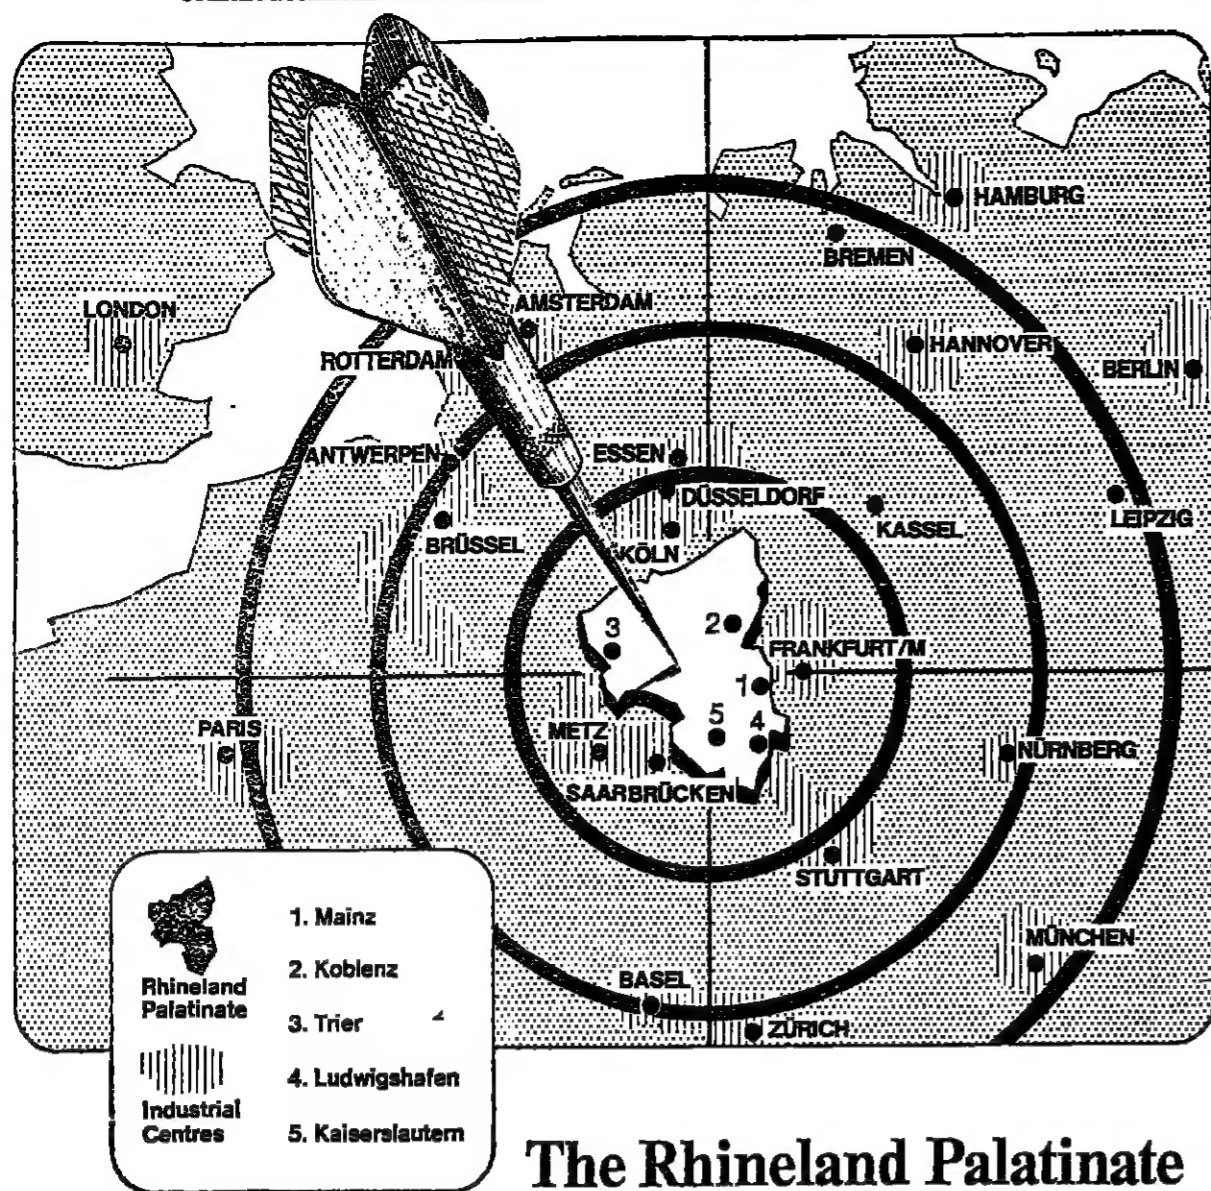 HAMBURG
BREMEN
AMSTERDAM
LONDON
HANNOVER
ROTTERDAM
BERLIN
ANTWERPEN
ESSEN
DÜSSELDORF
LEIPZIG
KASSEL
BRÜSSEL
KÖLN
2
3
FRANKFURT/M
1
5
4
PARIS
METZ
NÜRNBERG
SAARBRÜCKEN
STUTTGART
MÜNCHEN
BASEL
ZÜRICH
Rhineland
Palatinate
Industrial
Centres
1. Mainz
2. Koblenz
3. Trier
4. Ludwigshafen
5. Kaiserslautern
The Rhineland Palatinate